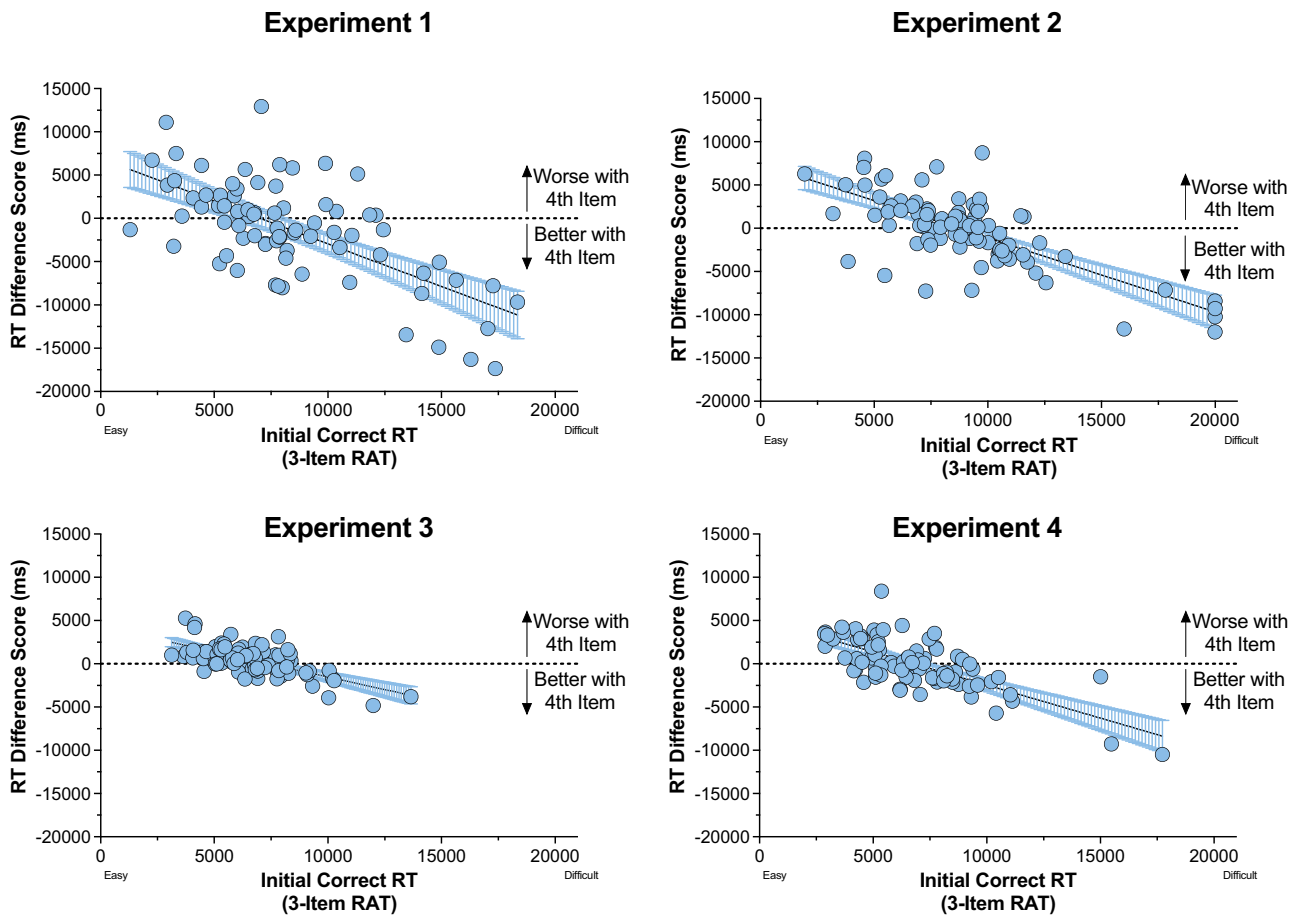 Experiment 1
15000
10000
5000
0
-5000
-10000
-15000
-20000
RT Difference Score (ms)
Worse with
4th Item
Better with
4th Item
0
5000
10000
15000
20000
Easy
Initial Correct RT
(3-Item RAT)
Difficult
Experiment 2
15000
10000
5000
0
-5000
-10000
-15000
-20000
RT Difference Score (ms)
Worse with
4th Item
Better with
4th Item
0
5000
10000
15000
20000
Easy
Initial Correct RT
(3-Item RAT)
Difficult
Experiment 3
15000
10000
5000
0
-5000
-10000
-15000
-20000
RT Difference Score (ms)
Worse with
4th Item
Better with
4th Item
0
5000
10000
15000
20000
Easy
Initial Correct RT
(3-Item RAT)
Difficult
Experiment 4
15000
10000
5000
0
-5000
-10000
-15000
-20000
RT Difference Score (ms)
Worse with
4th Item
Better with
4th Item
0
5000
10000
15000
20000
Easy
Initial Correct RT
(3-Item RAT)
Difficult